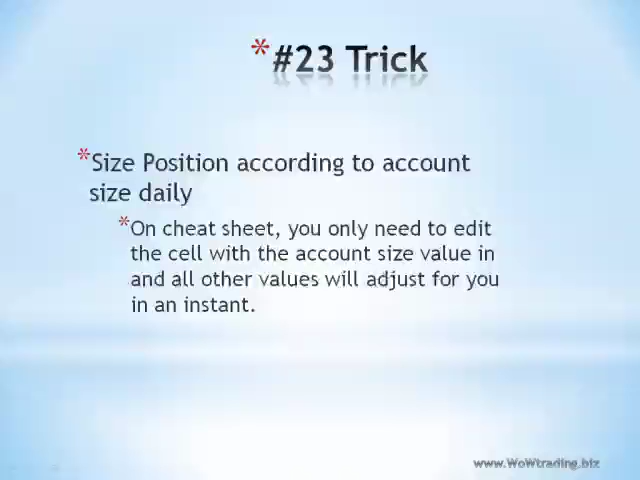 *#23 Trick
*Size Position according to account
size daily
*On cheat sheet, you only need to edit
the cell with the account size value in
and all other values will adjust for you
in an instant.
www.WoWtrading.biz